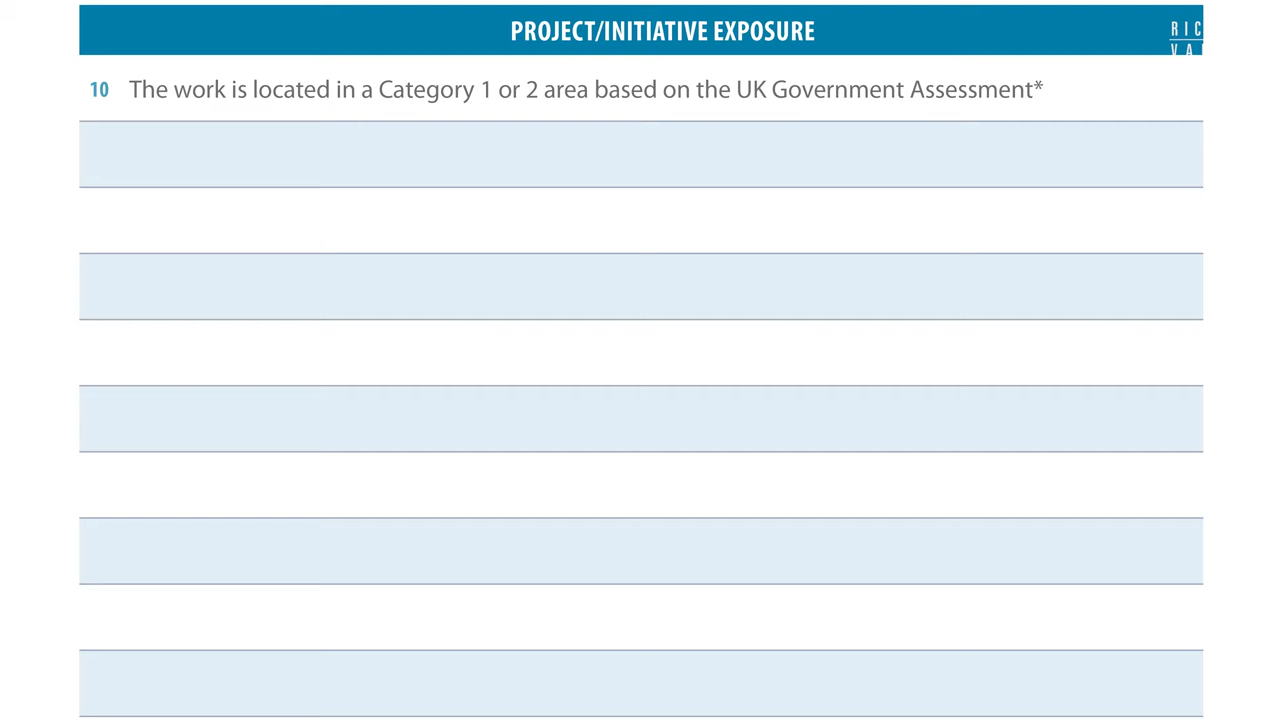 PROJECT/INITIATIVE EXPOSURE
10 The work is located in a Category 1 or 2 area based on the UK Government Assessment*